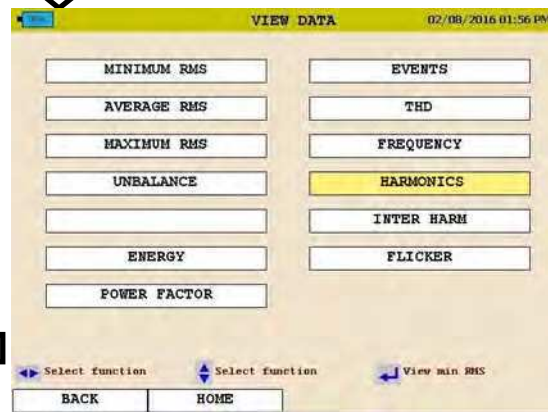 VIEW DATA 02/08/2016 01:56 PM
MINIMUM RMS
AVERAGE RMS
MAXIMUM RMS
UNBALANCE
ENERGY
POWER FACTOR
EVENTS
THD
FREQUENCY
HARMONICS
INTER HARM
FLICKER
Select function Select function View min RMS
BACK HOME